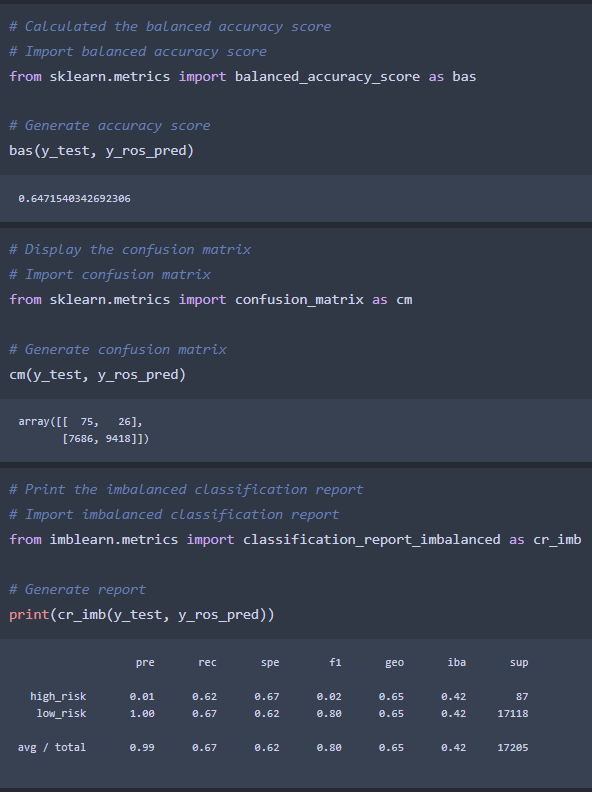 # Calculated the balanced accuracy score
# Import balanced accuracy score
from sklearn.metrics import balanced_accuracy_score as bas
# Generate accuracy score
bas(y_test, y_ros_pred)
0.6471540342692306
# Display the confusion matrix
# Import confusion matrix
from sklearn.metrics import confusion_matrix as cm
# Generate confusion matrix
cm(y_test, y_ros_pred)
array([[  75,   26],
       [7686, 9418]])
# Print the imbalanced classification report
# Import imbalanced classification report
from imblearn.metrics import classification_report_imbalanced as cr_imb
# Generate report
print(cr_imb(y_test, y_ros_pred))
pre rec spe f1 geo iba sup
high_risk 0.01 0.62 0.67 0.02 0.65 0.42 87
low_risk 1.00 0.67 0.62 0.80 0.65 0.42 17118
avg / total 0.99 0.67 0.62 0.80 0.65 0.42 17205